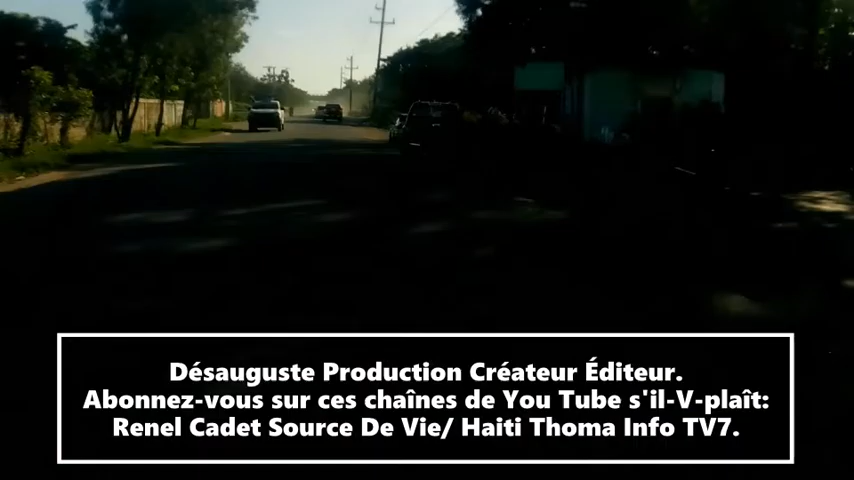 Désauguste Production Créateur Éditeur.
Abonnez-vous sur ces chaînes de You Tube s'il-V-plaît:
Renel Cadet Source De Vie/ Haiti Thoma Info TV7.